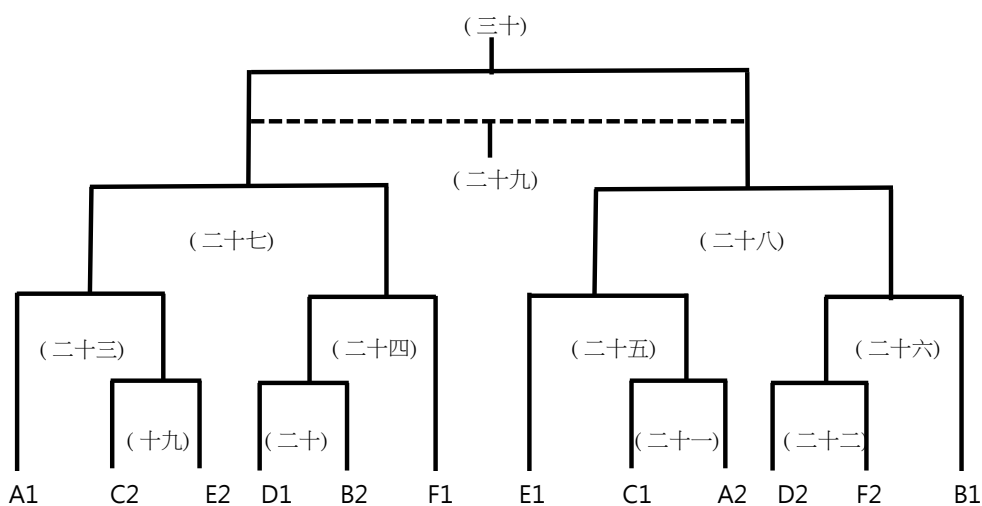 (三十)
(二十九)
(二十七) (二十八)
(二十三) (二十四) (二十五) (二十六)
(十九) (二十) (二十一) (二十二)
A1 C2 E2 D1 B2 F1 E1 C1 A2 D2 F2 B1